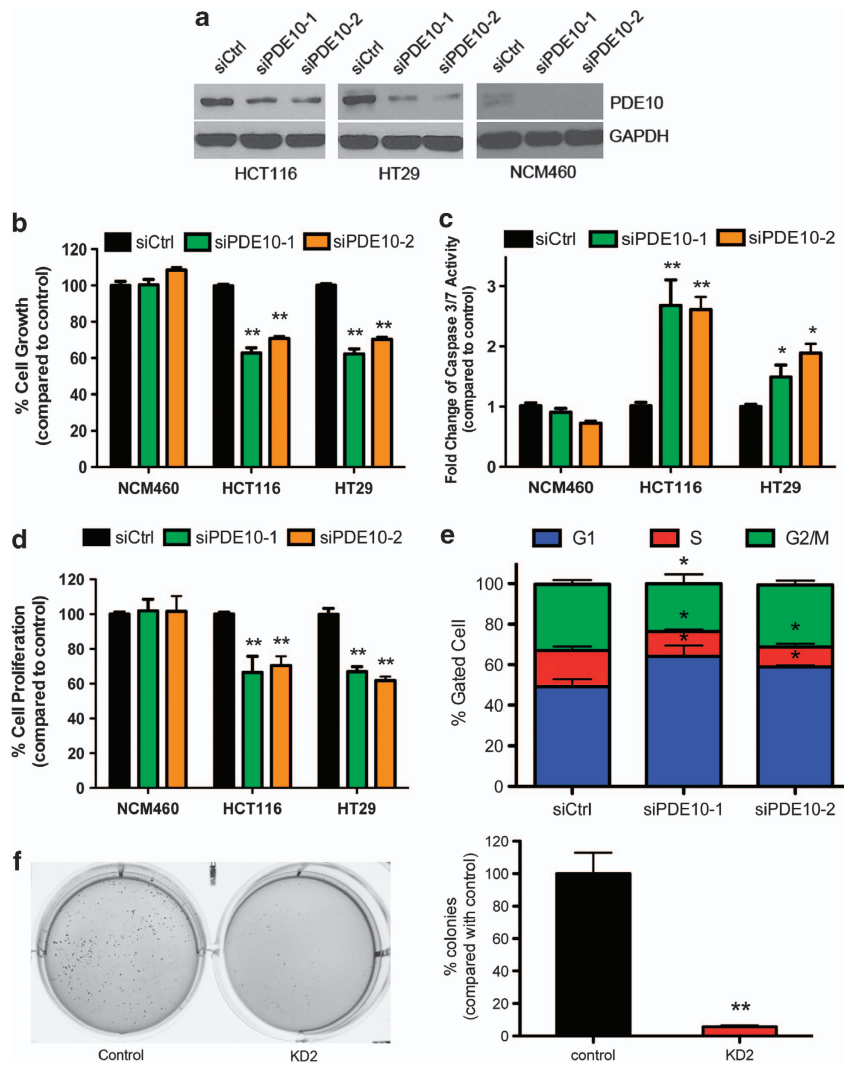 a
siCtrl siPDE10-1 siPDE10-2 siCtrl siPDE10-1 siPDE10-2 siCtrl siPDE10-1 siPDE10-2
PDE10
GAPDH
HCT116 HT29 NCM460
b
siCtrl siPDE10-1 siPDE10-2
% Cell Growth
(compared to control)
120
100
80
60
40
20
0
** ** ** **
NCM460 HCT116 HT29
c
siCtrl siPDE10-1 siPDE10-2
Fold Change of Caspase 3/7 Activity
(compared to control)
3
2
1
0
** ** * *
NCM460 HCT116 HT29
d
siCtrl siPDE10-1 siPDE10-2
% Cell Proliferation
(compared to control)
120
100
80
60
40
20
0
** ** ** **
NCM460 HCT116 HT29
e
G1 S G2/M
% Gated Cell
100
80
60
40
20
0
*
*
*
*
*
siCtrl siPDE10-1 siPDE10-2
f
Control KD2
% colonies
(compared with control)
120
100
80
60
40
20
0
**
control KD2